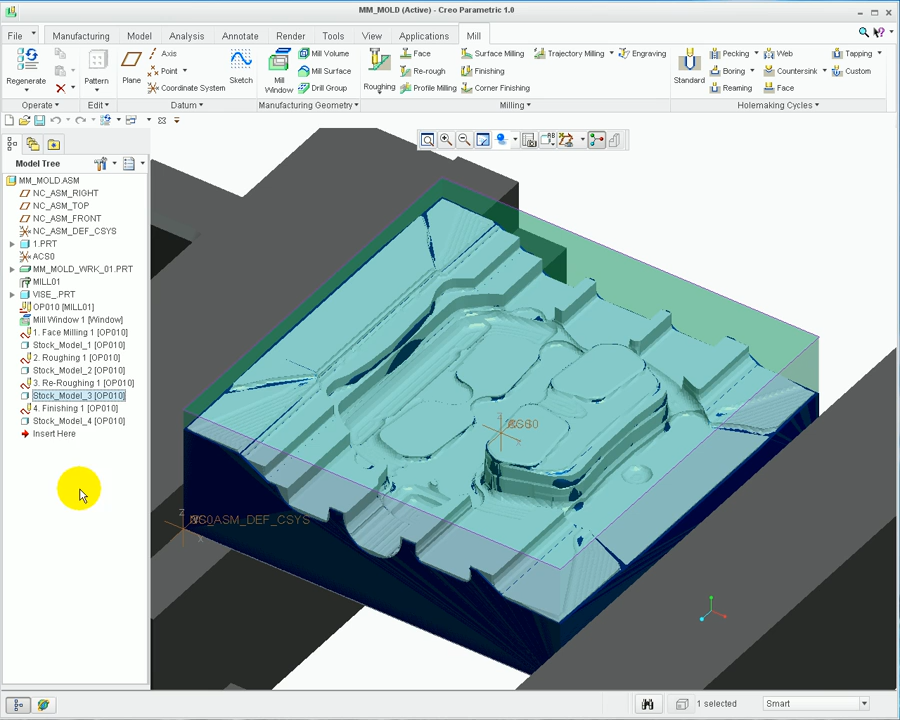 MM_MOLD (Active) - Creo Parametric 1.0
File Manufacturing Model Analysis Annotate Render Tools View Applications Mill
Regenerate
Pattern
Plane
Axis
Point
Coordinate System
Sketch
Mill Window
Mill Volume
Mill Surface
Drill Group
Roughing
Face
Re-rough
Profile Milling
Surface Milling
Finishing
Corner Finishing
Trajectory Milling
Engraving
Standard
Pecking
Boring
Reaming
Web
Countersink
Face
Tapping
Custom
Operate Edit Datum Manufacturing Geometry Milling Holemaking Cycles
Model Tree
MM_MOLD.ASM
NC_ASM_RIGHT
NC_ASM_TOP
NC_ASM_FRONT
NC_ASM_DEF_CSYS
1.PRT
ACS0
MM_MOLD_WRK_01.PRT
MILL01
VISE_.PRT
OP010 [MILL01]
Mill Window 1 [Window]
1. Face Milling 1 [OP010]
Stock_Model_1 [OP010]
2. Roughing 1 [OP010]
Stock_Model_2 [OP010]
3. Re-Roughing 1 [OP010]
Stock_Model_3 [OP010]
4. Finishing 1 [OP010]
Stock_Model_4 [OP010]
Insert Here
1 selected
Smart